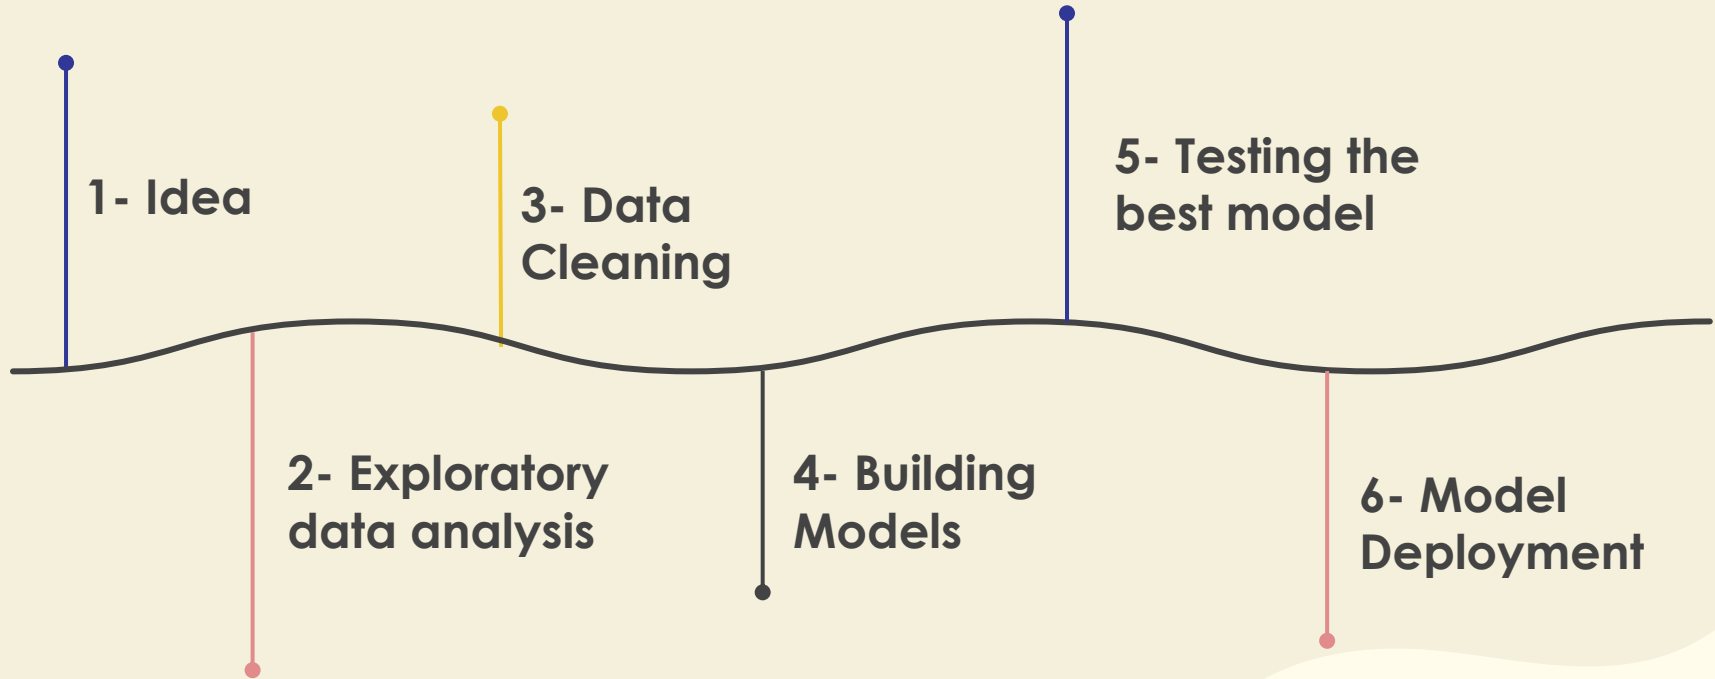 1- Idea
2- Exploratory
data analysis
3- Data
Cleaning
4- Building
Models
5- Testing the
best model
6- Model
Deployment